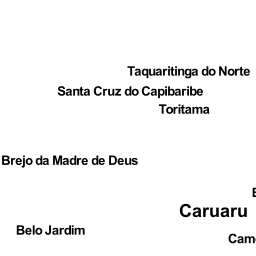 Taquaritinga do Norte
Santa Cruz do Capibaribe
Toritama
Brejo da Madre de Deus
Caruaru
Belo Jardim